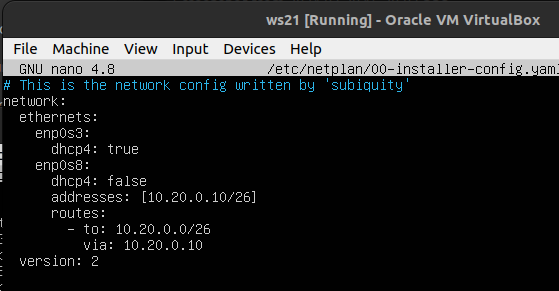 ws21 [Running] - Oracle VM VirtualBox
File Machine View Input Devices Help
GNU nano 4.8 /etc/netplan/00-installer-config.yaml
# This is the network config written by 'subiquity'
network:
  ethernets:
    enp0s3:
      dhcp4: true
    enp0s8:
      dhcp4: false
      addresses: [10.20.0.10/26]
      routes:
        - to: 10.20.0.0/26
          via: 10.20.0.10
  version: 2